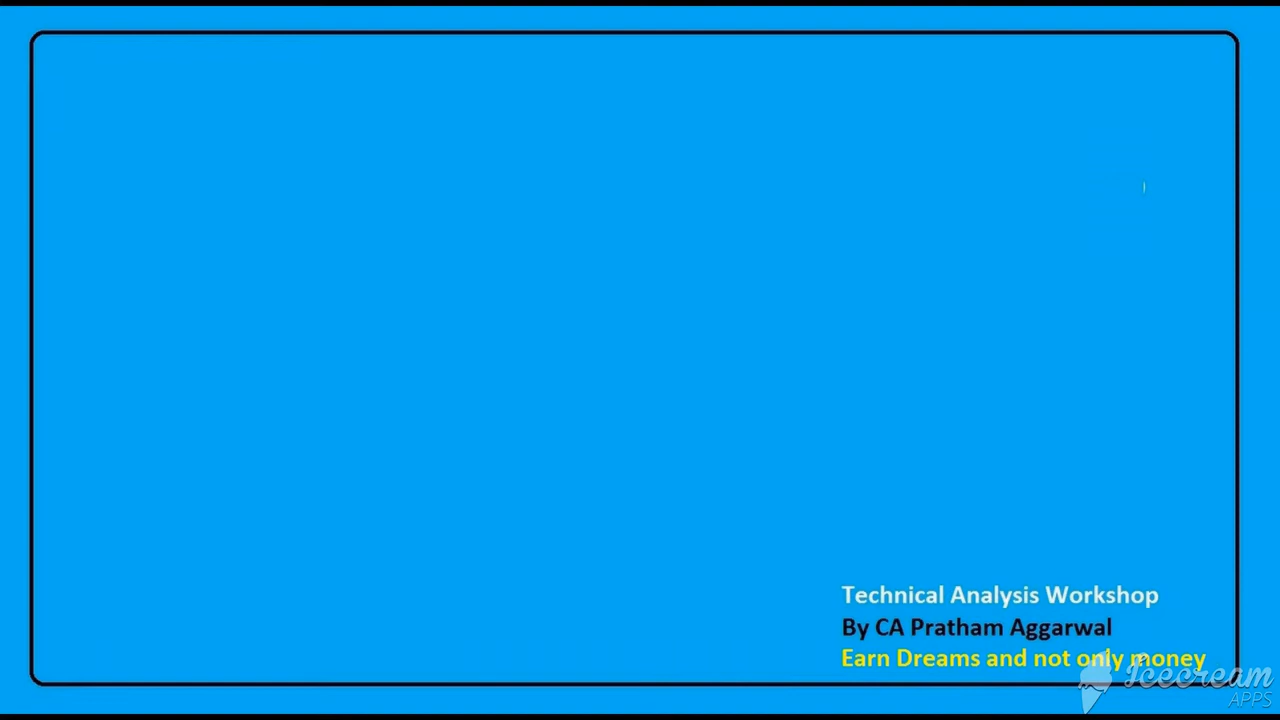 Technical Analysis Workshop
By CA Pratham Aggarwal
Earn Dreams and not only money
Icecream
APPS